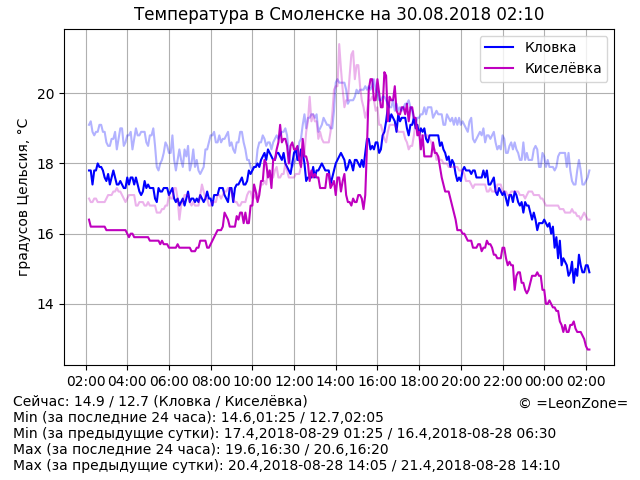 Температура в Смоленске на 30.08.2018 02:10
Кловка
Киселёвка
градусов Цельсия, °C
20
18
16
14
02:00 04:00 06:00 08:00 10:00 12:00 14:00 16:00 18:00 20:00 22:00 00:00 02:00
Сейчас: 14.9 / 12.7 (Кловка / Киселёвка)
© =LeonZone=
Min (за последние 24 часа): 14.6,01:25 / 12.7,02:05
Min (за предыдущие сутки): 17.4,2018-08-29 01:25 / 16.4,2018-08-28 06:30
Max (за последние 24 часа): 19.6,16:30 / 20.6,16:20
Max (за предыдущие сутки): 20.4,2018-08-28 14:05 / 21.4,2018-08-28 14:10